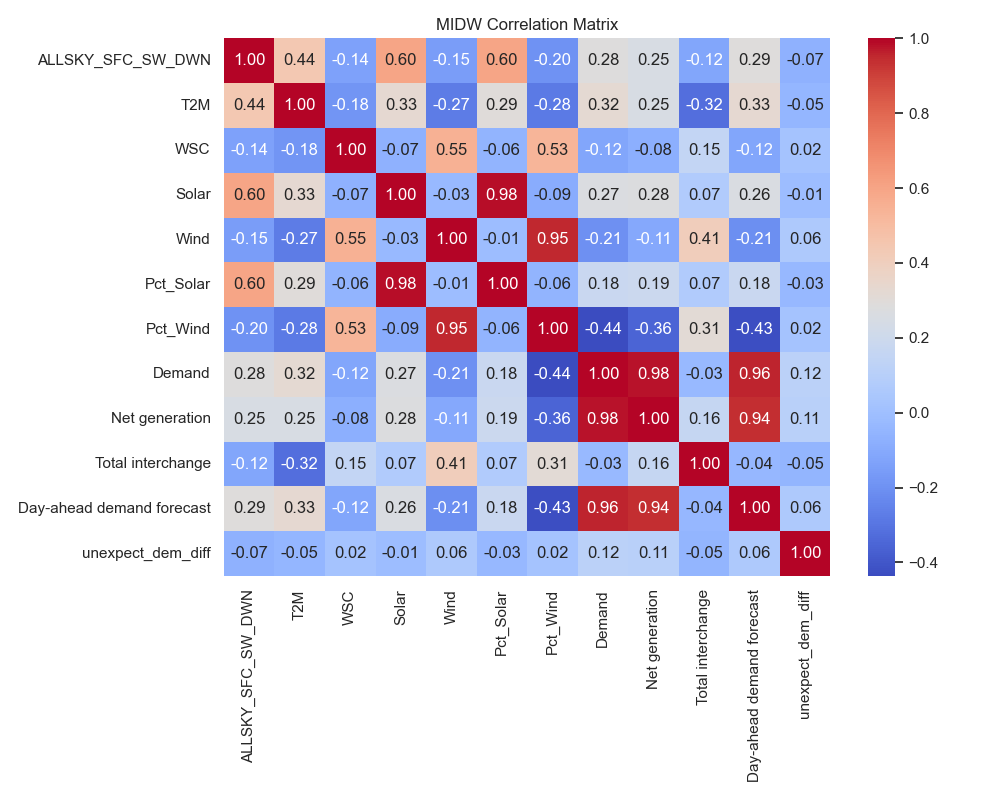 MIDW Correlation Matrix
ALLSKY_SFC_SW_DWN 1.00 0.44 -0.14 0.60 -0.15 0.60 -0.20 0.28 0.25 -0.12 0.29 -0.07
T2M 0.44 1.00 -0.18 0.33 -0.27 0.29 -0.28 0.32 0.25 -0.32 0.33 -0.05
WSC -0.14 -0.18 1.00 -0.07 0.55 -0.06 0.53 -0.12 -0.08 0.15 -0.12 0.02
Solar 0.60 0.33 -0.07 1.00 -0.03 0.98 -0.09 0.27 0.28 0.07 0.26 -0.01
Wind -0.15 -0.27 0.55 -0.03 1.00 -0.01 0.95 -0.21 -0.11 0.41 -0.21 0.06
Pct_Solar 0.60 0.29 -0.06 0.98 -0.01 1.00 -0.06 0.18 0.19 0.07 0.18 -0.03
Pct_Wind -0.20 -0.28 0.53 -0.09 0.95 -0.06 1.00 -0.44 -0.36 0.31 -0.43 0.02
Demand 0.28 0.32 -0.12 0.27 -0.21 0.18 -0.44 1.00 0.98 -0.03 0.96 0.12
Net generation 0.25 0.25 -0.08 0.28 -0.11 0.19 -0.36 0.98 1.00 0.16 0.94 0.11
Total interchange -0.12 -0.32 0.15 0.07 0.41 0.07 0.31 -0.03 0.16 1.00 -0.04 -0.05
Day-ahead demand forecast 0.29 0.33 -0.12 0.26 -0.21 0.18 -0.43 0.96 0.94 -0.04 1.00 0.06
unexpect_dem_diff -0.07 -0.05 0.02 -0.01 0.06 -0.03 0.02 0.12 0.11 -0.05 0.06 1.00
ALLSKY_SFC_SW_DWN
T2M
WSC
Solar
Wind
Pct_Solar
Pct_Wind
Demand
Net generation
Total interchange
Day-ahead demand forecast
unexpect_dem_diff
1.0
0.8
0.6
0.4
0.2
0.0
−0.2
−0.4